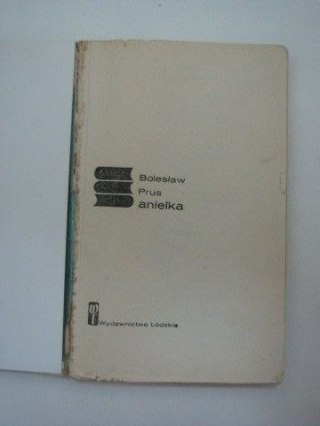 Bolesław
Prus
anielka
Wydawnictwo Łódzkie